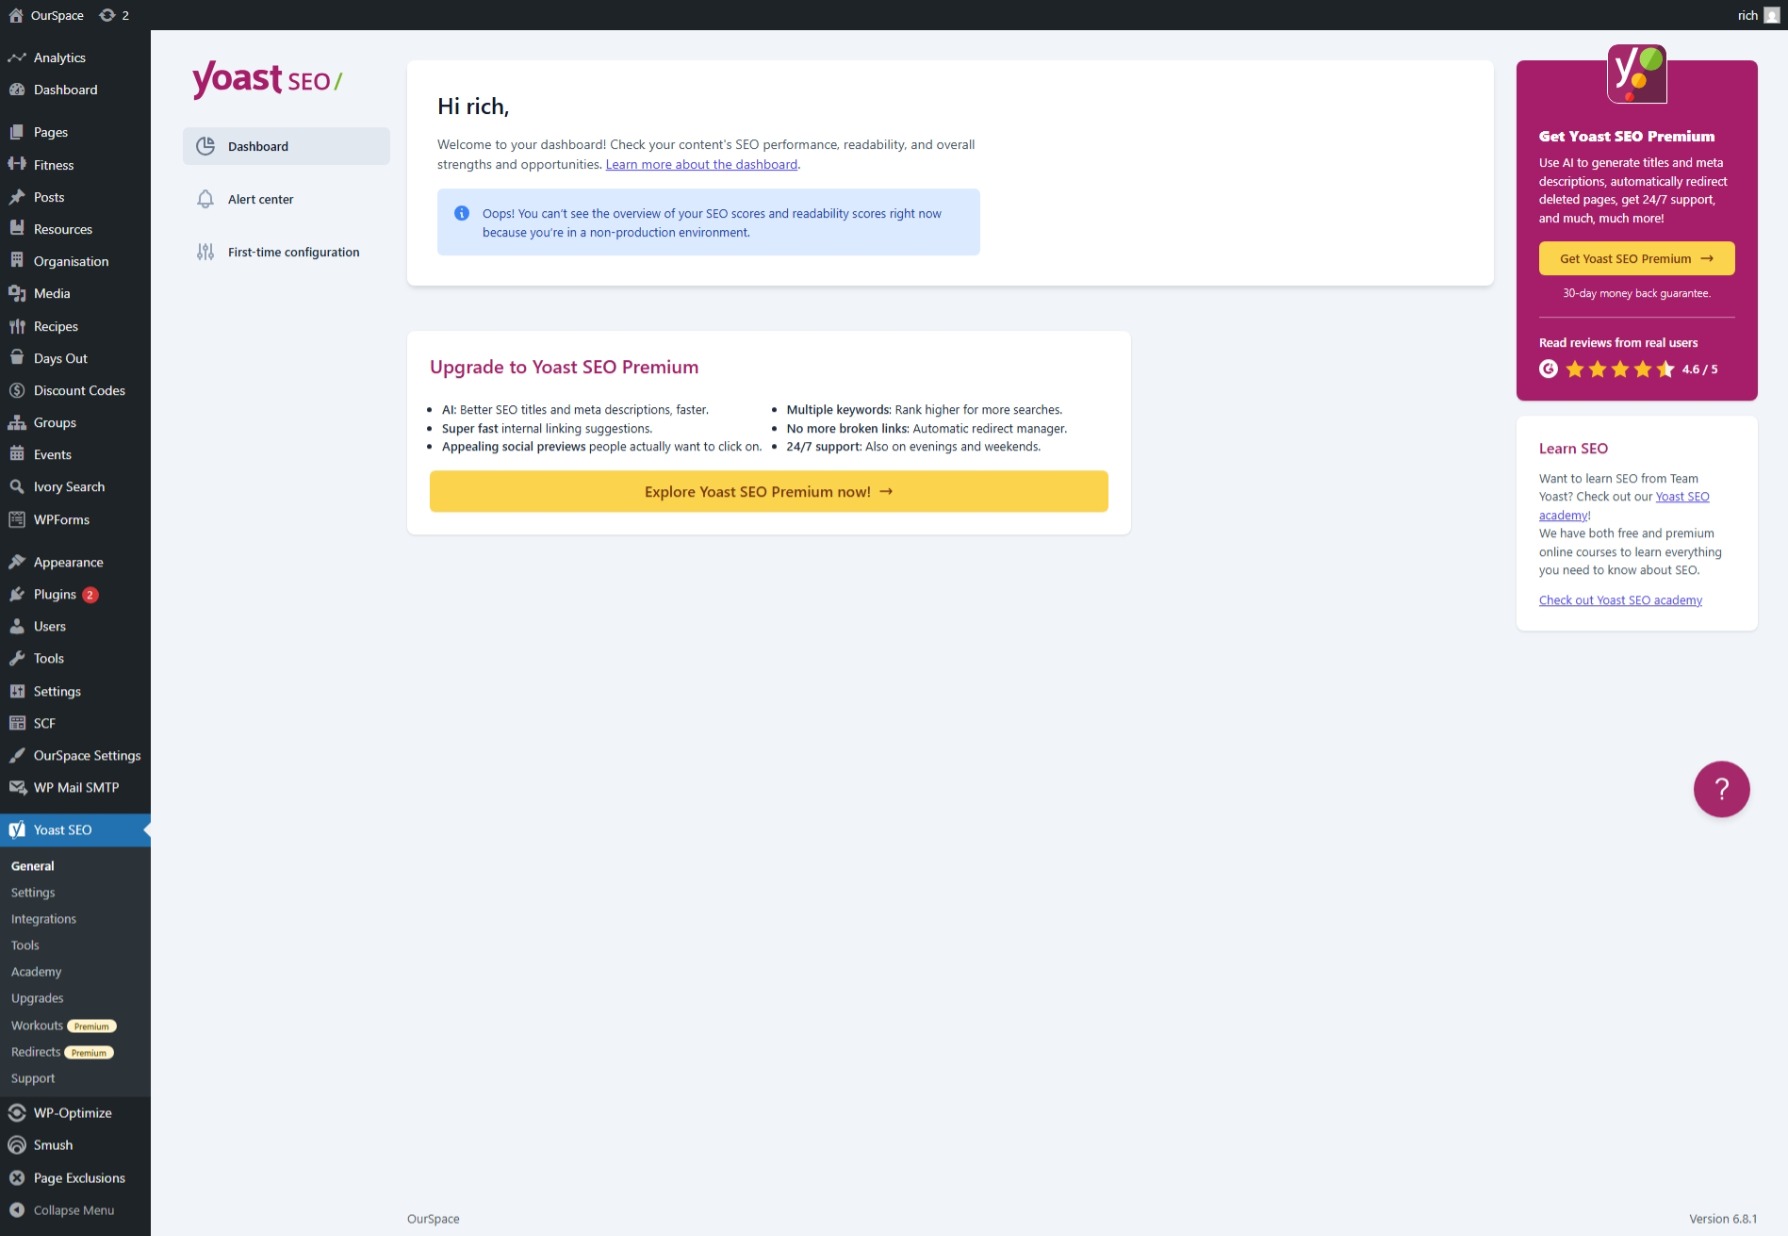 OurSpace
2
rich
Analytics
Dashboard
Pages
Fitness
Posts
Resources
Organisation
Media
Recipes
Days Out
Discount Codes
Groups
Events
Ivory Search
WPForms
Appearance
Plugins 2
Users
Tools
Settings
SCF
OurSpace Settings
WP Mail SMTP
Yoast SEO
General
Settings
Integrations
Tools
Academy
Upgrades
Workouts Premium
Redirects Premium
Support
WP-Optimize
Smush
Page Exclusions
Collapse Menu
yoast SEO/
Dashboard
Alert center
First-time configuration
Hi rich,
Welcome to your dashboard! Check your content's SEO performance, readability, and overall
strengths and opportunities. Learn more about the dashboard.
Oops! You can't see the overview of your SEO scores and readability scores right now
because you're in a non-production environment.
Upgrade to Yoast SEO Premium
• AI: Better SEO titles and meta descriptions, faster.
• Super fast internal linking suggestions.
• Appealing social previews people actually want to click on.
• Multiple keywords: Rank higher for more searches.
• No more broken links: Automatic redirect manager.
• 24/7 support: Also on evenings and weekends.
Explore Yoast SEO Premium now! →
y
Get Yoast SEO Premium
Use AI to generate titles and meta
descriptions, automatically redirect
deleted pages, get 24/7 support,
and much, much more!
Get Yoast SEO Premium →
30-day money back guarantee.
Read reviews from real users
4.6 / 5
Learn SEO
Want to learn SEO from Team
Yoast? Check out our Yoast SEO
academy!
We have both free and premium
online courses to learn everything
you need to know about SEO.
Check out Yoast SEO academy
?
OurSpace
Version 6.8.1